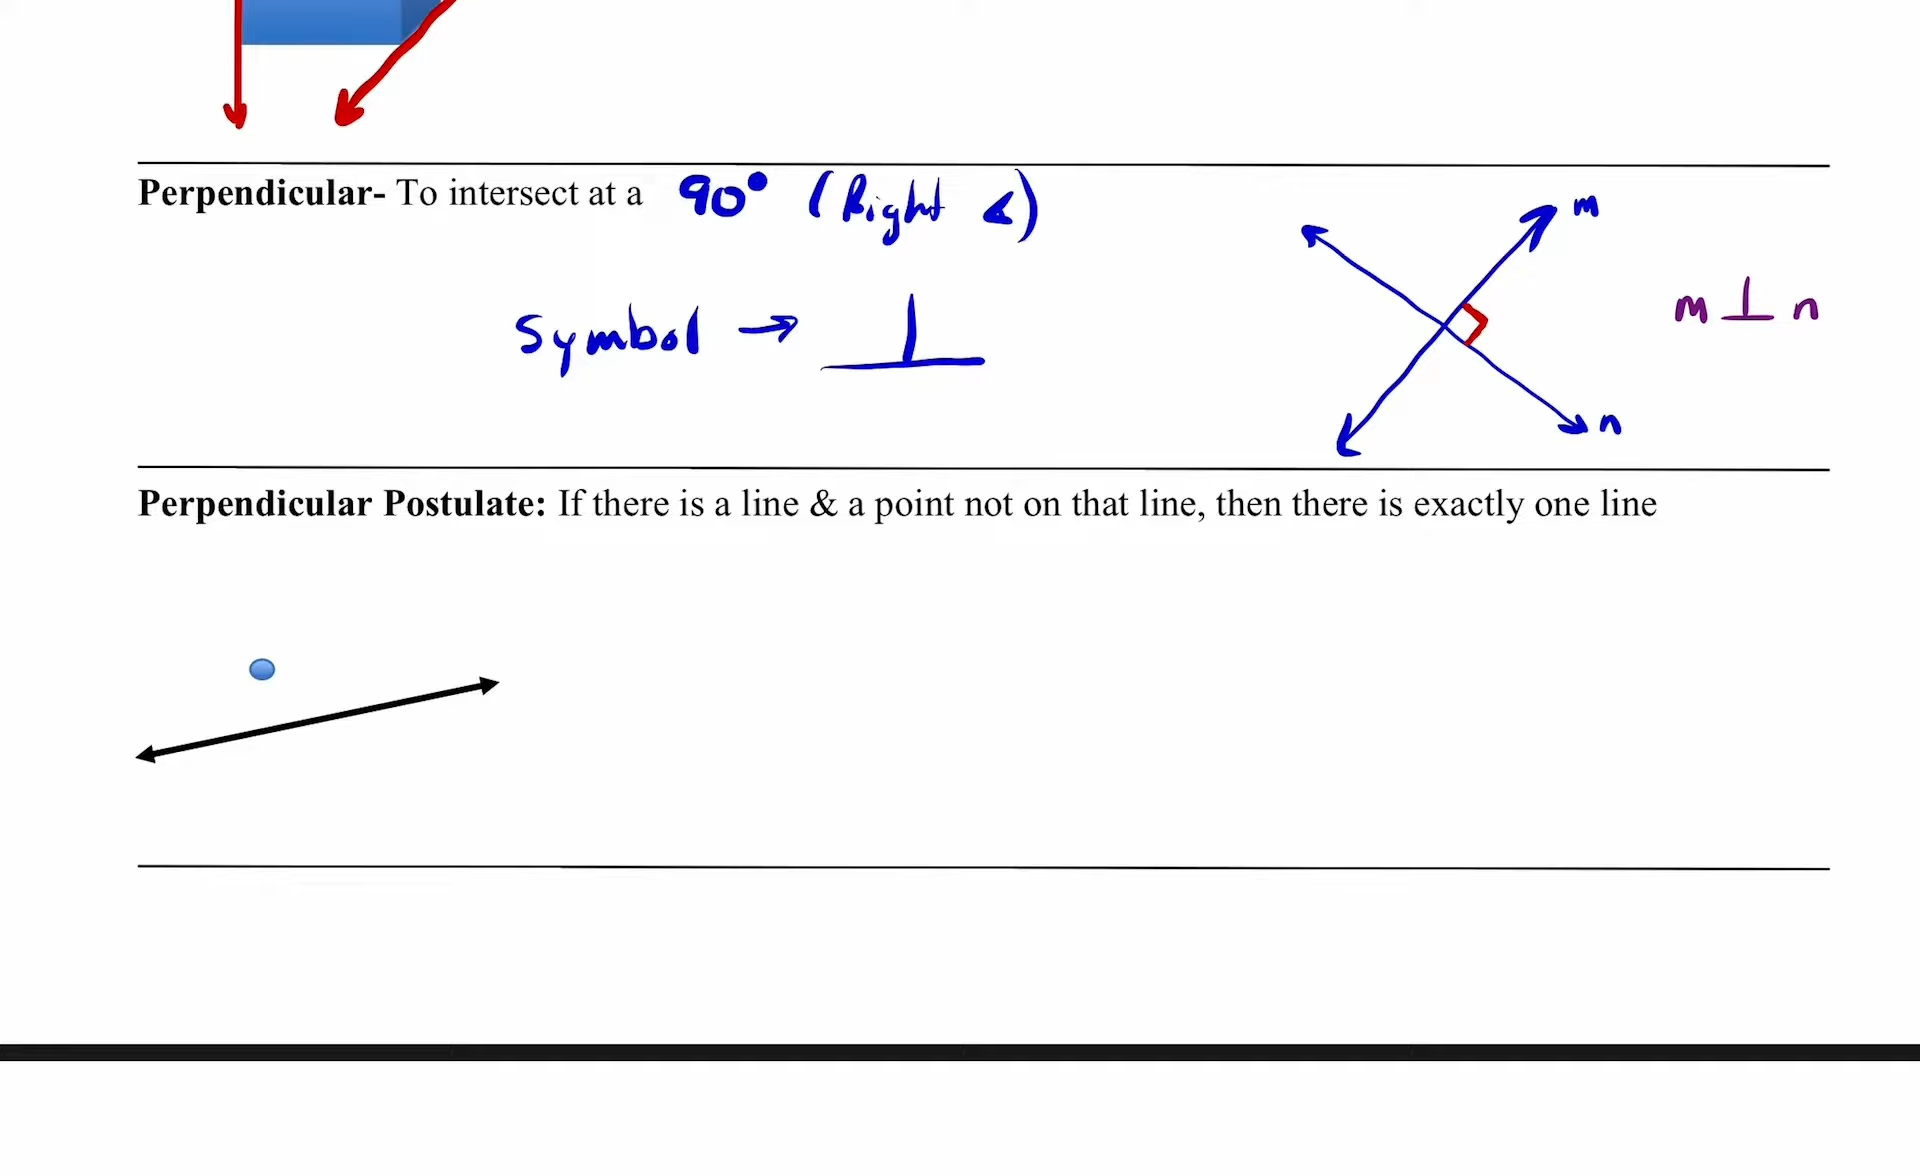 Perpendicular- To intersect at a 90° (Right ∠)
m
Symbol → ⊥
m ⊥ n
n
Perpendicular Postulate: If there is a line & a point not on that line, then there is exactly one line